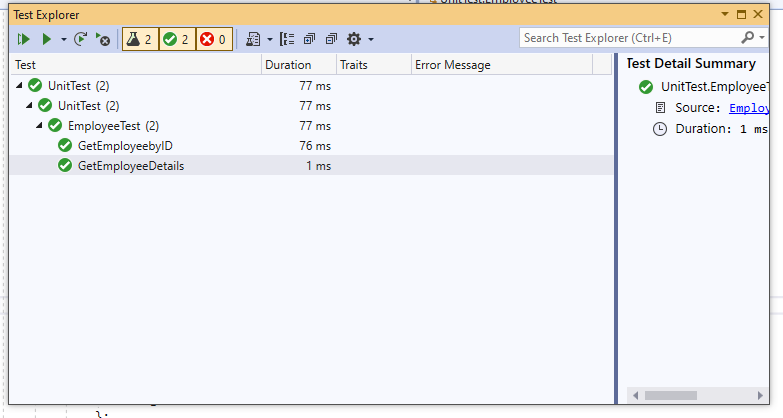 UnitTest.EmployeeTest
Test Explorer
2 2 0 Search Test Explorer (Ctrl+E)
Test Duration Traits Error Message
UnitTest (2) 77 ms
UnitTest (2) 77 ms
EmployeeTest (2) 77 ms
GetEmployeebyID 76 ms
GetEmployeeDetails 1 ms
Test Detail Summary
UnitTest.EmployeeT
Source: Employ
Duration: 1 ms
};